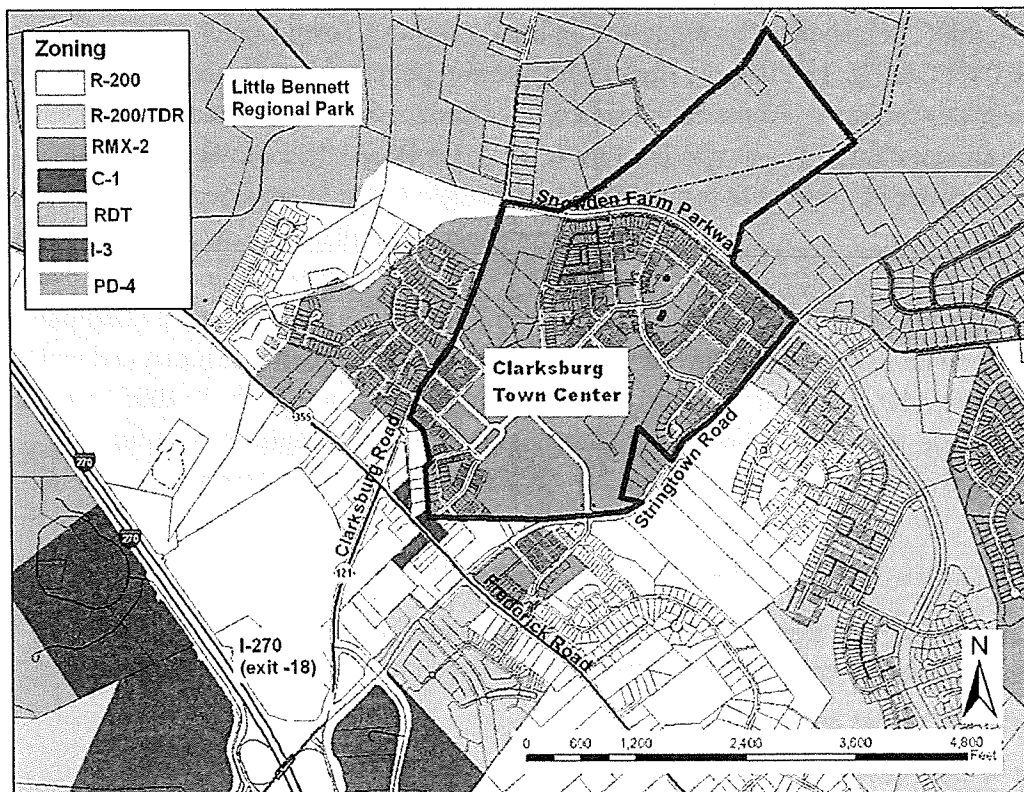 Zoning
R-200
R-200/TDR
RMX-2
C-1
RDT
I-3
PD-4
Little Bennett
Regional Park
Snowden Farm Parkwa
Clarksburg
Town Center
355
Clarksburg Road
Stringtown Road
270
270
121
Frederick Road
I-270
(exit -18)
N
0 600 1,200 2,400 3,600 4,800
Feet